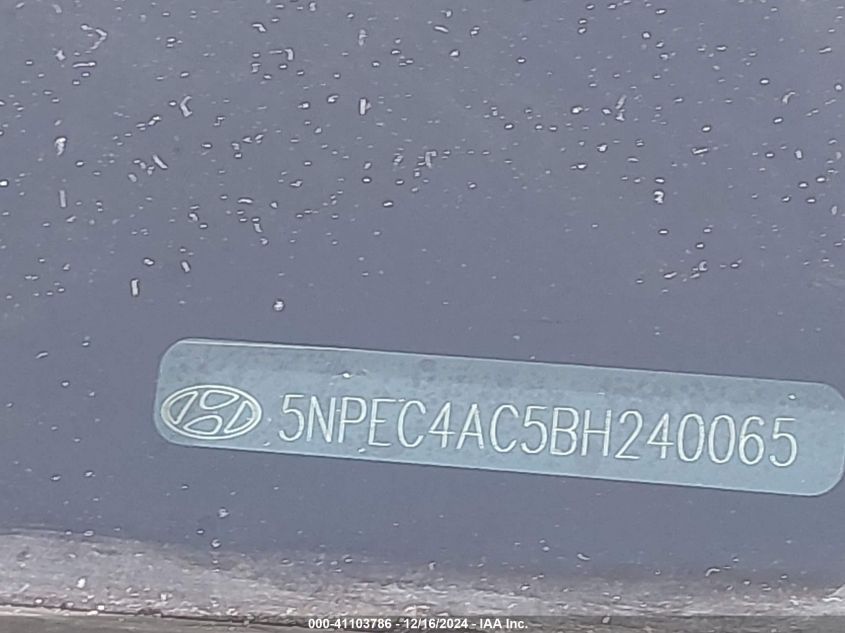 5NPEC4AC5BH240065
000-41103786 - 12/16/2024 - IAA Inc.